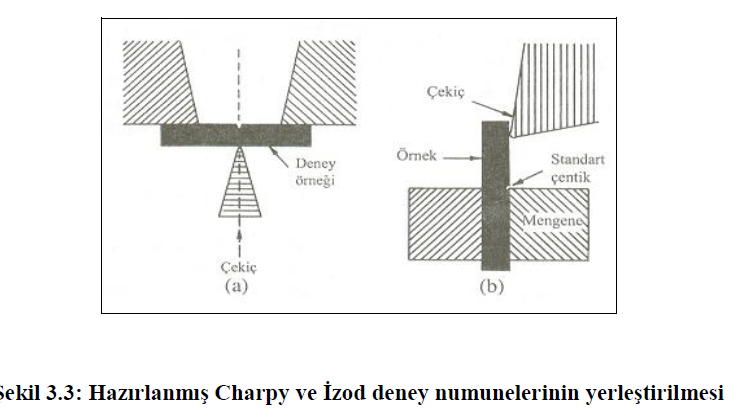 Deney
örneği
Çekiç
(a)
Çekiç
Örnek
Standart
çentik
Mengene
(b)
Şekil 3.3: Hazırlanmış Charpy ve İzod deney numunelerinin yerleştirilmesi